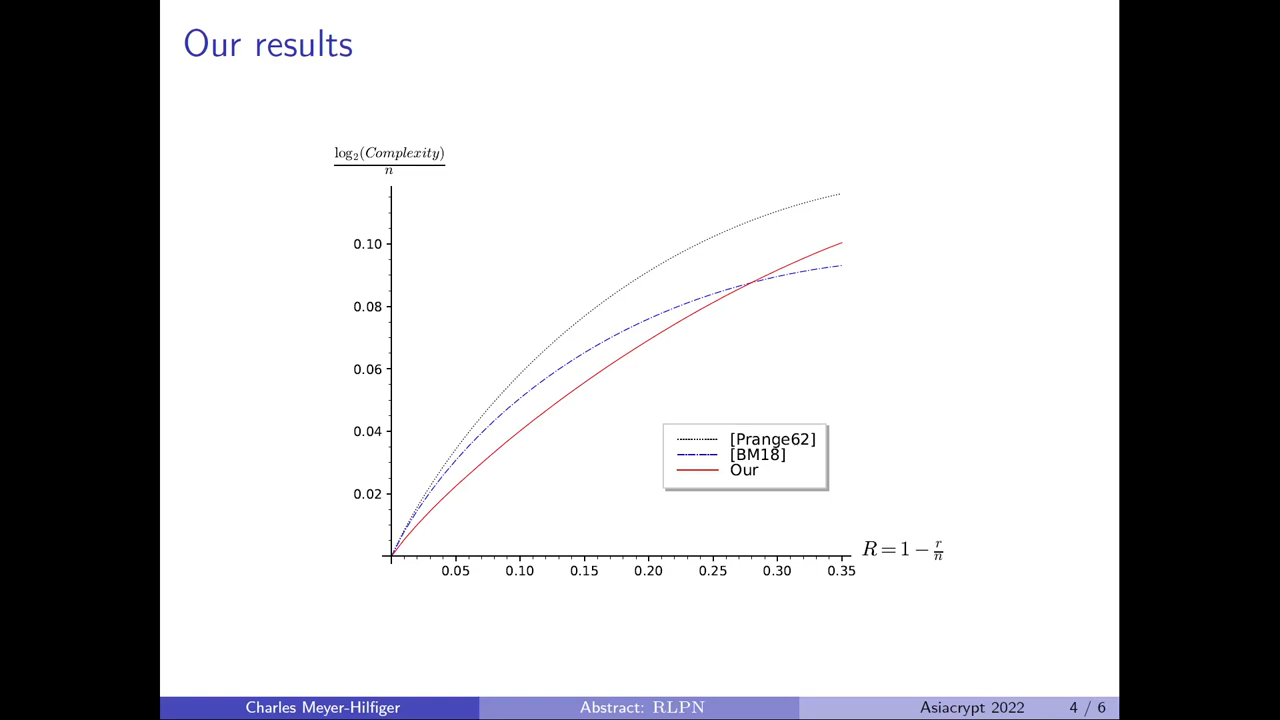 Our results
log₂(Complexity)
n
0.10
0.08
0.06
0.04
0.02
[Prange62]
[BM18]
Our
R = 1 − r/n
0.05 0.10 0.15 0.20 0.25 0.30 0.35
Charles Meyer-Hilfiger Abstract: RLPN Asiacrypt 2022 4 / 6